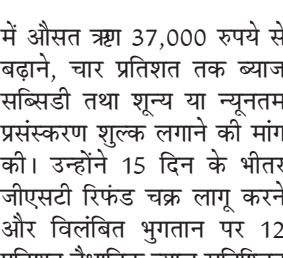 में औसत ऋण 37,000 रुपये से
बढ़ाने, चार प्रतिशत तक ब्याज
सब्सिडी तथा शून्य या न्यूनतम
प्रसंस्करण शुल्क लगाने की मांग
की। उन्होंने 15 दिन के भीतर
जीएसटी रिफंड चक्र लागू करने
और विलंबित भुगतान पर 12